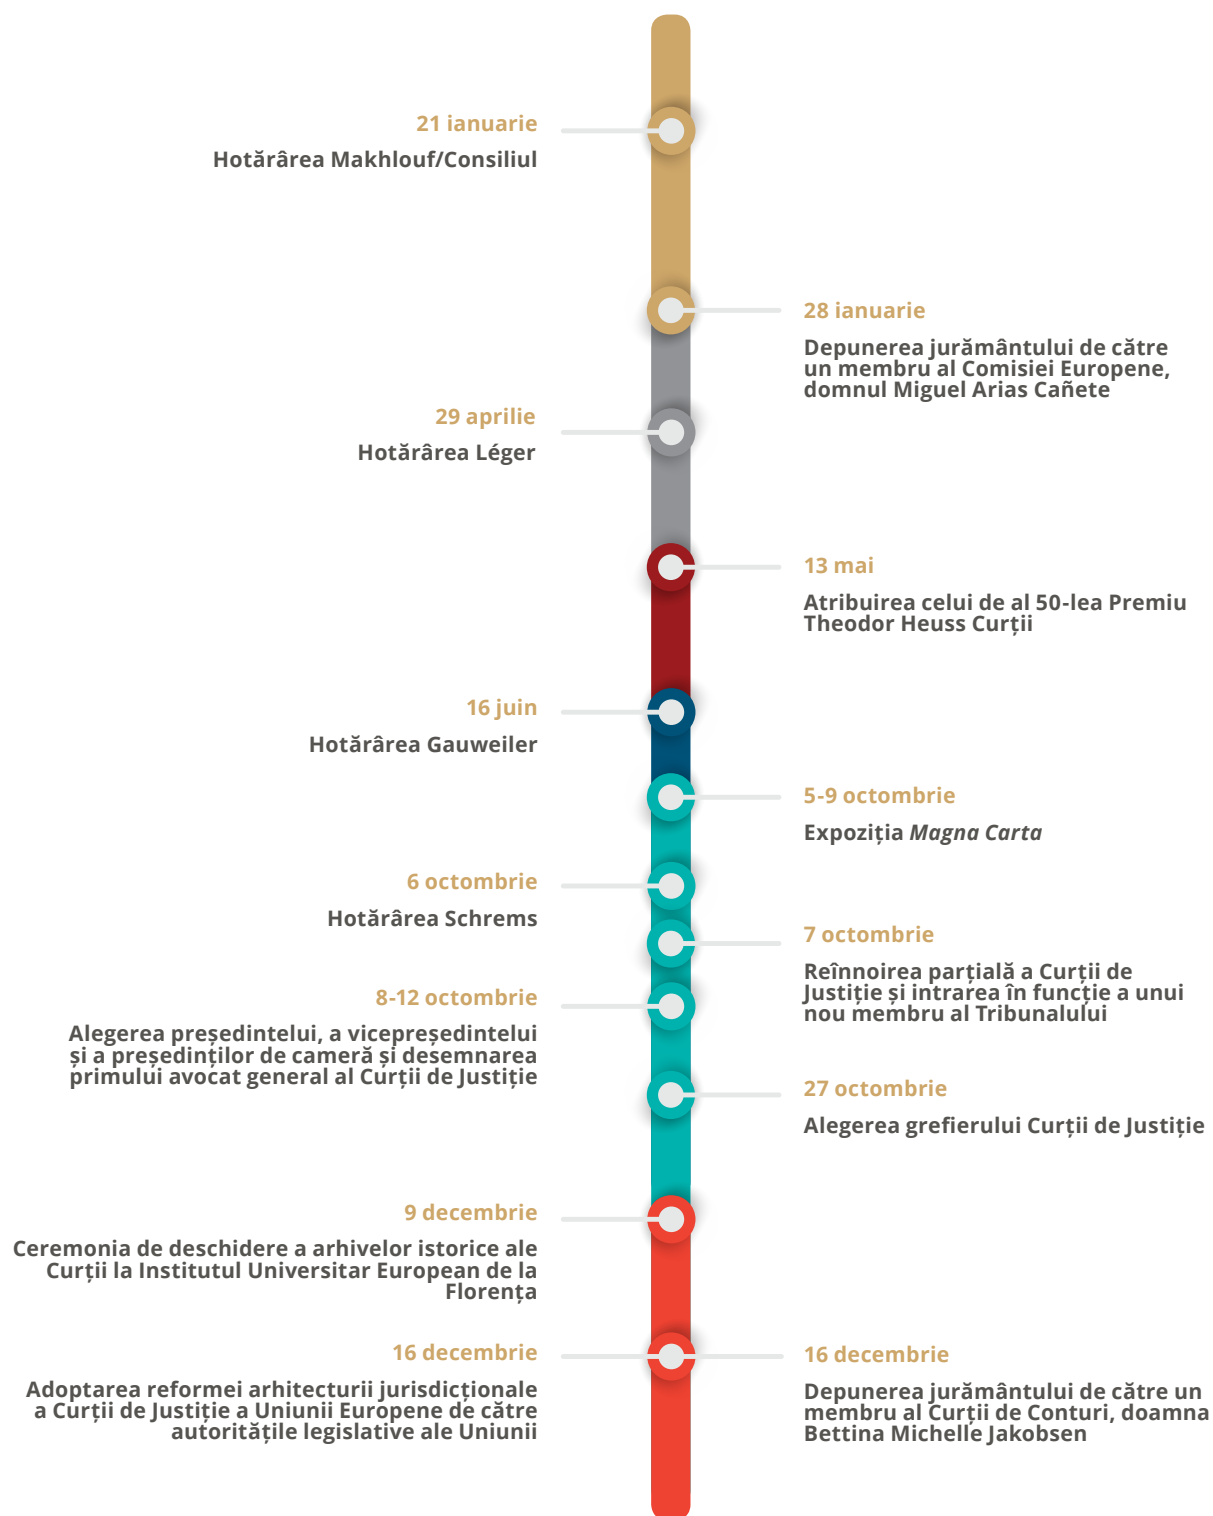 21 ianuarie
Hotărârea Makhlouf/Consiliul
28 ianuarie
Depunerea jurământului de către
un membru al Comisiei Europene,
domnul Miguel Arias Cañete
29 aprilie
Hotărârea Léger
13 mai
Atribuirea celui de al 50-lea Premiu
Theodor Heuss Curții
16 juin
Hotărârea Gauweiler
5-9 octombrie
Expoziția Magna Carta
6 octombrie
Hotărârea Schrems
7 octombrie
Reînnoirea parțială a Curții de
Justiție și intrarea în funcție a unui
nou membru al Tribunalului
8-12 octombrie
Alegerea președintelui, a vicepreședintelui
și a președinților de cameră și desemnarea
primului avocat general al Curții de Justiție
27 octombrie
Alegerea grefierului Curții de Justiție
9 decembrie
Ceremonia de deschidere a arhivelor istorice ale
Curții la Institutul Universitar European de la
Florența
16 decembrie
Adoptarea reformei arhitecturii jurisdicționale
a Curții de Justiție a Uniunii Europene de către
autoritățile legislative ale Uniunii
16 decembrie
Depunerea jurământului de către un
membru al Curții de Conturi, doamna
Bettina Michelle Jakobsen